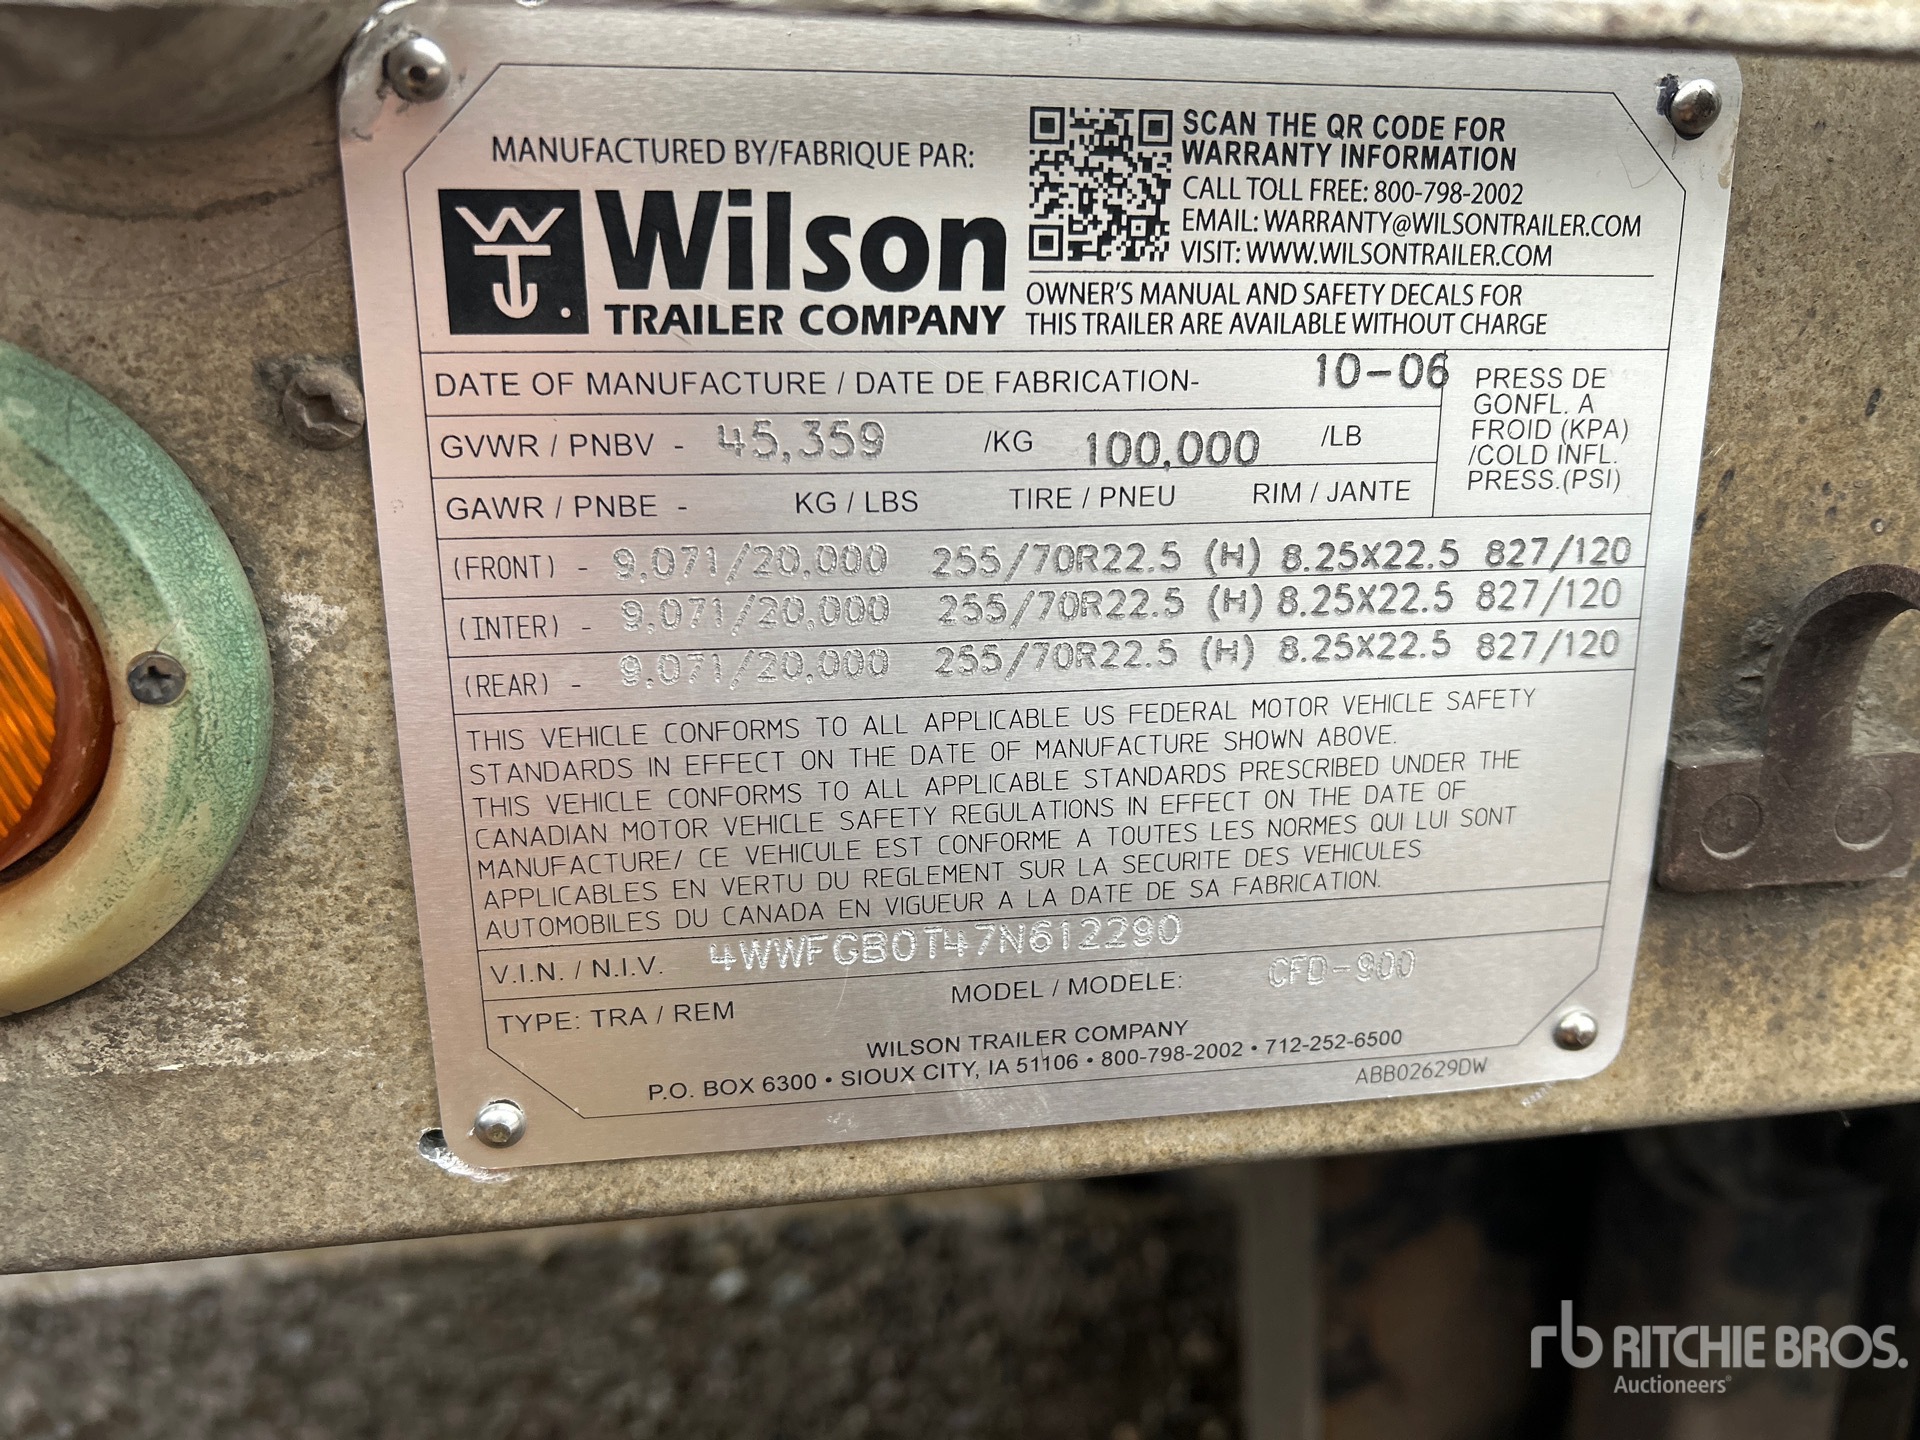 MANUFACTURED BY/FABRIQUE PAR:
Wilson
TRAILER COMPANY
SCAN THE QR CODE FOR
WARRANTY INFORMATION
CALL TOLL FREE: 800-798-2002
EMAIL: WARRANTY@WILSONTRAILER.COM
VISIT: WWW.WILSONTRAILER.COM
OWNER'S MANUAL AND SAFETY DECALS FOR
THIS TRAILER ARE AVAILABLE WITHOUT CHARGE
DATE OF MANUFACTURE / DATE DE FABRICATION- 10-06
GVWR / PNBV - 45,359 /KG 100,000 /LB
PRESS DE
GONFL. A
FROID (KPA)
/COLD INFL.
PRESS.(PSI)
GAWR / PNBE - KG / LBS TIRE / PNEU RIM / JANTE
(FRONT) - 9,071/20,000 255/70R22.5 (H) 8.25X22.5 827/120
(INTER) - 9,071/20,000 255/70R22.5 (H) 8.25X22.5 827/120
(REAR) - 9,071/20,000 255/70R22.5 (H) 8.25X22.5 827/120
THIS VEHICLE CONFORMS TO ALL APPLICABLE US FEDERAL MOTOR VEHICLE SAFETY
STANDARDS IN EFFECT ON THE DATE OF MANUFACTURE SHOWN ABOVE.
THIS VEHICLE CONFORMS TO ALL APPLICABLE STANDARDS PRESCRIBED UNDER THE
CANADIAN MOTOR VEHICLE SAFETY REGULATIONS IN EFFECT ON THE DATE OF
MANUFACTURE/ CE VEHICULE EST CONFORME A TOUTES LES NORMES QUI LUI SONT
APPLICABLES EN VERTU DU REGLEMENT SUR LA SECURITE DES VEHICULES
AUTOMOBILES DU CANADA EN VIGUEUR A LA DATE DE SA FABRICATION.
V.I.N. / N.I.V. 4WWFGB0T47N612290
TYPE: TRA / REM MODEL / MODELE: CFD-900
WILSON TRAILER COMPANY
P.O. BOX 6300 • SIOUX CITY, IA 51106 • 800-798-2002 • 712-252-6500
ABB02629DW
rb RITCHIE BROS.
Auctioneers